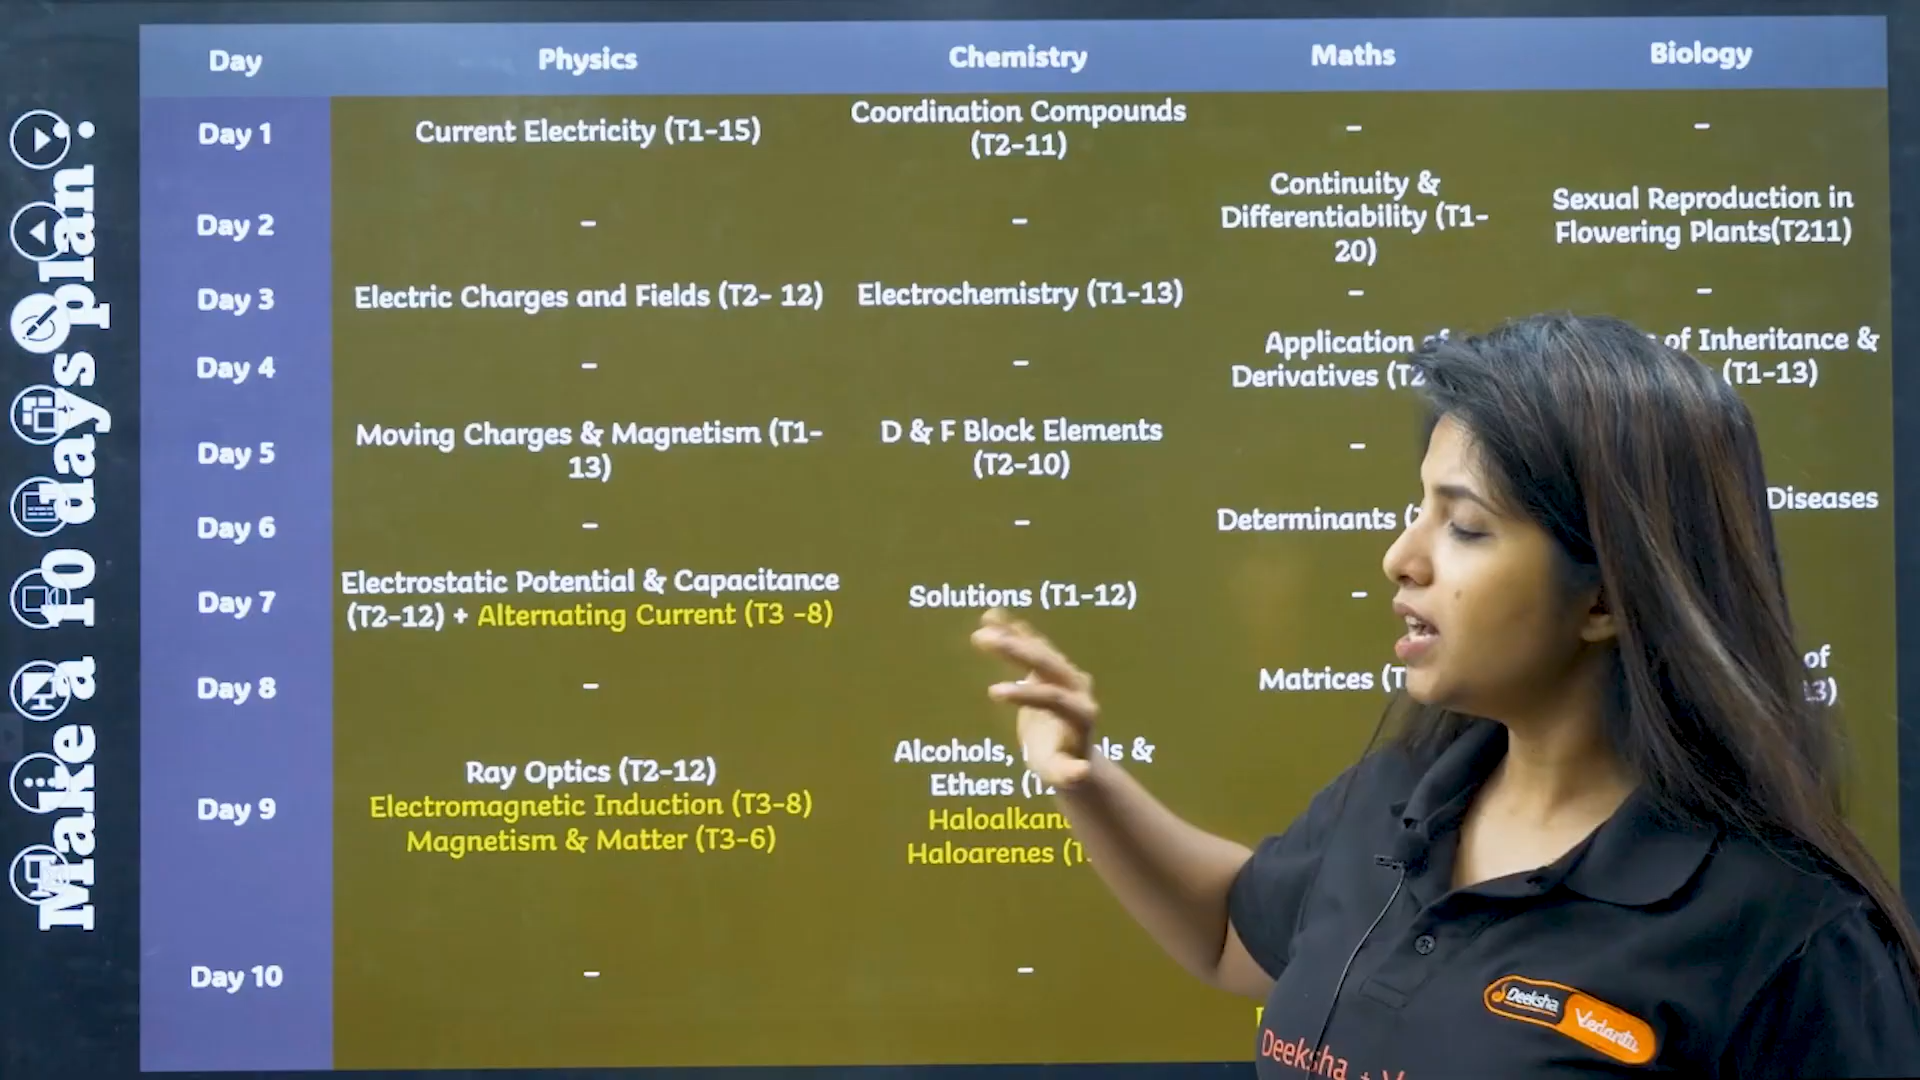 Make a 10 days plan :
Day Physics Chemistry Maths Biology
Day 1 Current Electricity (T1-15) Coordination Compounds (T2-11) - -
Day 2 - - Continuity & Differentiability (T1-20) Sexual Reproduction in Flowering Plants(T211)
Day 3 Electric Charges and Fields (T2- 12) Electrochemistry (T1-13) - -
Day 4 - - Application Derivatives of Inheritance & (T1-13)
Day 5 Moving Charges & Magnetism (T1-13) D & F Block Elements (T2-10) - 
Day 6 - - Determinants Diseases
Day 7 Electrostatic Potential & Capacitance (T2-12) + Alternating Current (T3 -8) Solutions (T1-12) -
Day 8 - Matrices of
Day 9 Ray Optics (T2-12) Electromagnetic Induction (T3-8) Magnetism & Matter (T3-6) Alcohols, & Ethers Haloarenes
Day 10 - -
Deeksha Vedantu
Deeksha +